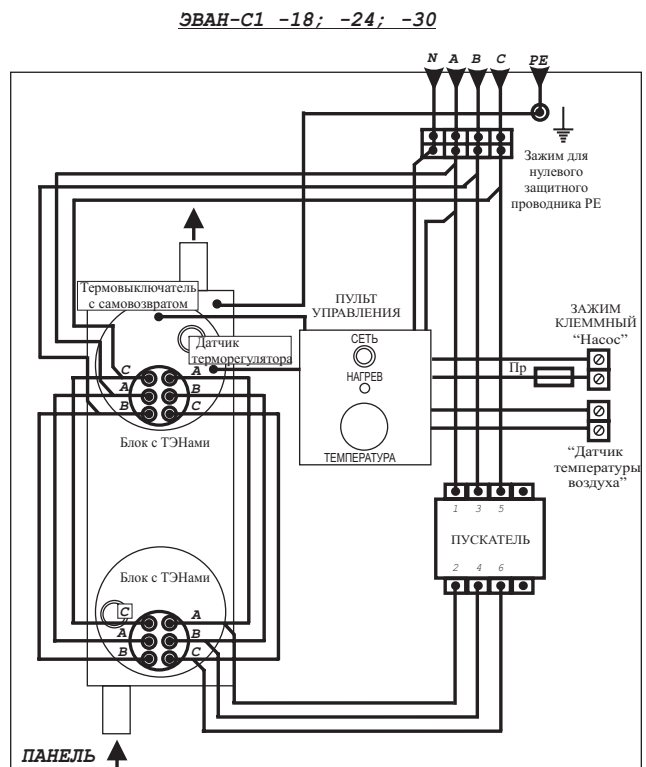 ЭВАН-С1 -18; -24; -30
N A B C PE
Зажим для
нулевого
защитного
проводника PE
Термовыключатель
с самовозвратом
ПУЛЬТ
УПРАВЛЕНИЯ
ЗАЖИМ
КЛЕММНЫЙ
“Насос”
Датчик
терморегулятора
СЕТЬ
НАГРЕВ
Пр
C A
A B
B C
Блок с ТЭНами
ТЕМПЕРАТУРА
“Датчик
температуры
воздуха”
1 3 5
ПУСКАТЕЛЬ
2 4 6
Блок с ТЭНами
C A
A B
B C
ПАНЕЛЬ